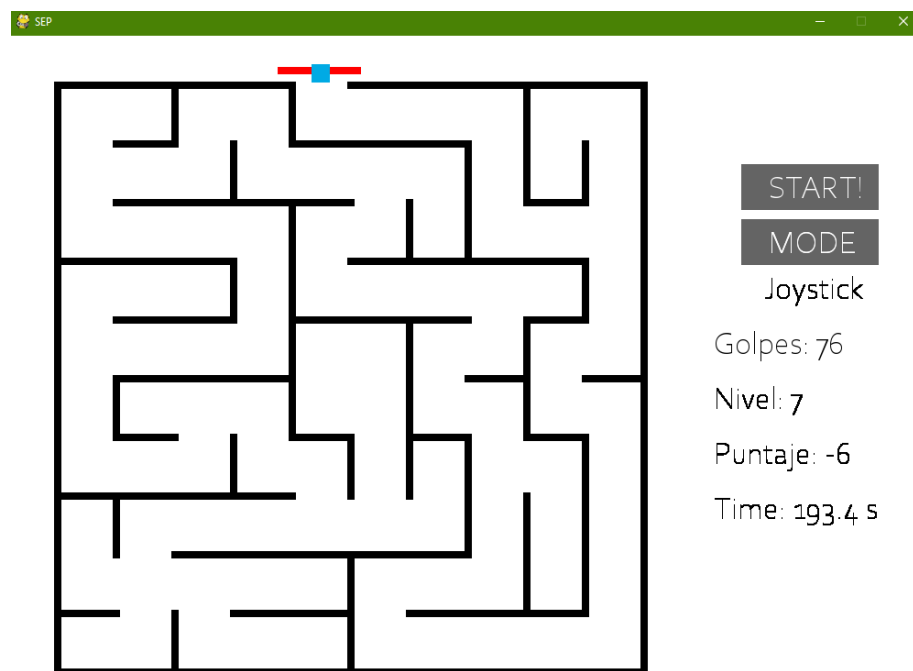 SEP
START!
MODE
Joystick
Golpes: 76
Nivel: 7
Puntaje: -6
Time: 193.4 s